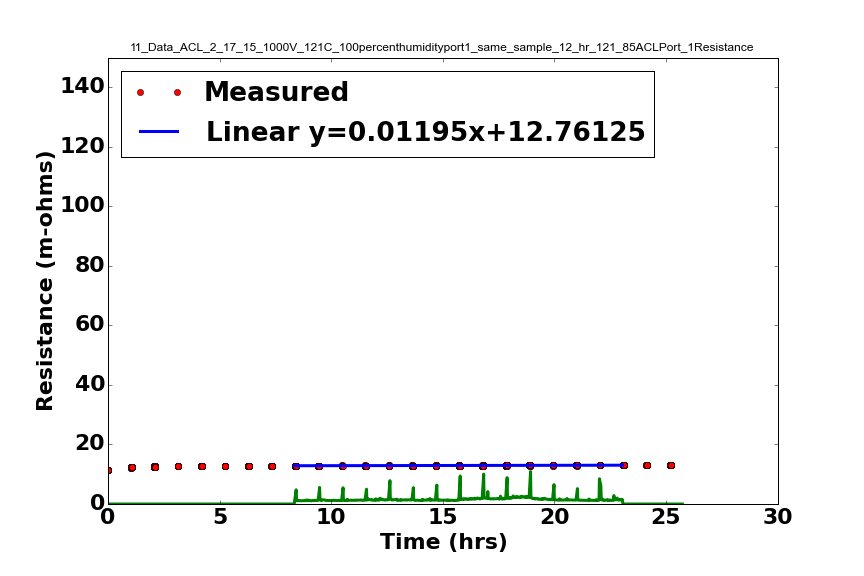 11_Data_ACL_2_17_15_1000V_121C_100percenthumidityport1_same_sample_12_hr_121_85ACLPort_1Resistance
Measured
Linear y=0.01195x+12.76125
140
120
100
80
60
40
20
0
Resistance (m-ohms)
0 5 10 15 20 25 30
Time (hrs)